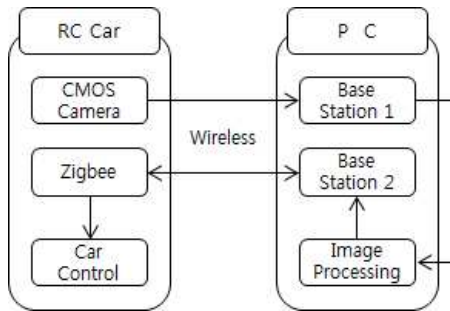 RC Car
P C
CMOS
Camera
Base
Station 1
Wireless
Zigbee
Base
Station 2
Car
Control
Image
Processing